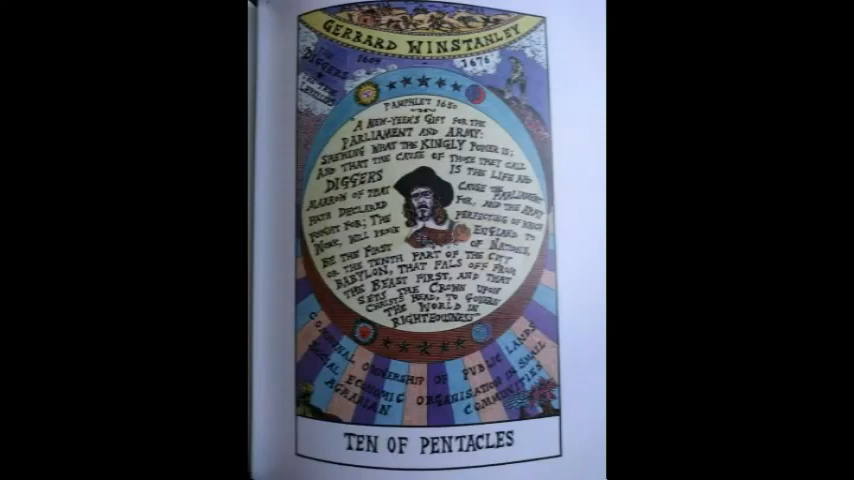 GERRARD WINSTANLEY
1609 1676
THE
DIGGERS
THE TRUE
LEVELLERS
PAMPHLET 1650
"A NEW-YEER'S GIFT FOR THE
PARLIAMENT AND ARMY:
SHEWING WHAT THE KINGLY POWER IS;
AND THAT THE CAUSE OF THOSE THEY CALL
DIGGERS IS THE LIFE AND
MARROW OF THAT CAUSE THE PARLIAMENT
HATH DECLARED FOR, AND THE ARMY
FOUGHT FOR; THE PERFECTING OF WHICH
WORK, WILL PROVE ENGLAND TO
BE THE FIRST OF NATIONS,
OR THE TENTH PART OF THE CITY
BABYLON, THAT FALS OFF FROM
THE BEAST FIRST, AND THAT
SETS THE CROWN UPON
CHRISTS HEAD, TO GOVERN
THE WORLD IN
RIGHTEOUSNESS"
COMMUNAL OWNERSHIP OF PUBLIC LANDS
SOCIAL ECONOMIC ORGANISATION IN SMALL
AGRARIAN COMMUNITIES
TEN OF PENTACLES